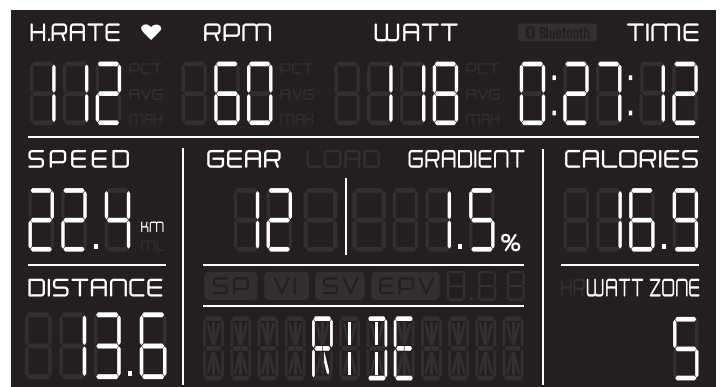 H.RATE ♥ RPM WATT Bluetooth TIME
PCT PCT PCT
112 AVG 60 AVG 118 AVG 0:27:12
MAX MAX MAX
SPEED GEAR LOAD GRADIENT CALORIES
22.4 KM 12 1.5 % 16.9
ML
DISTANCE SP VI SV EPV HR WATT ZONE
13.6 RIDE 5